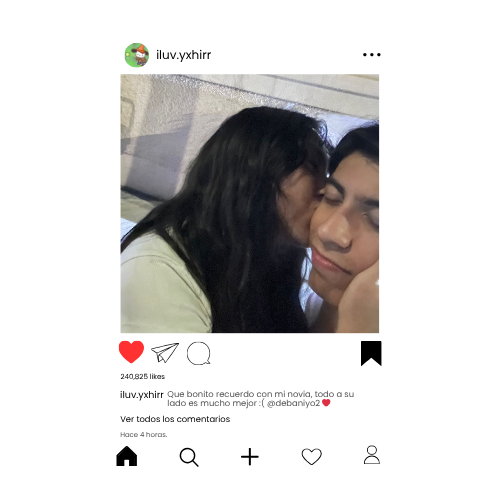 iluv.yxhirr
240,825 likes
iluv.yxhirr Que bonito recuerdo con mi novia, todo a su
lado es mucho mejor :( @debaniyo2 ❤
Ver todos los comentarios
Hace 4 horas.